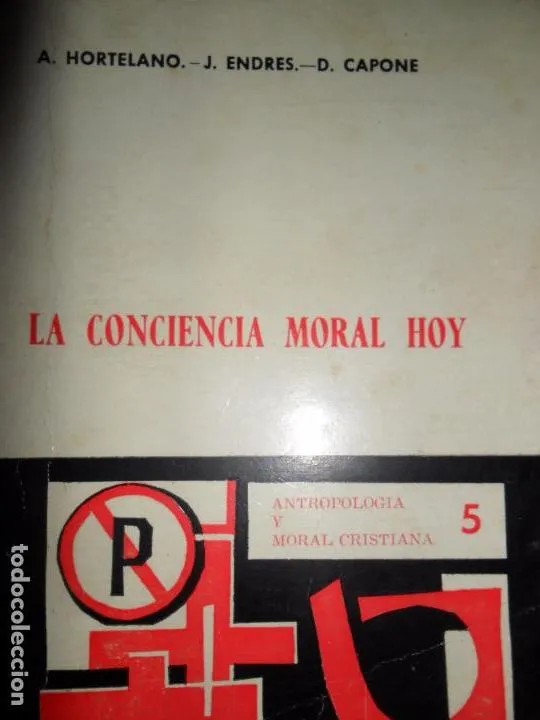 A. HORTELANO.-J. ENDRES.-D. CAPONE
LA CONCIENCIA MORAL HOY
ANTROPOLOGIA
Y
MORAL CRISTIANA
5
P
todocoleccion